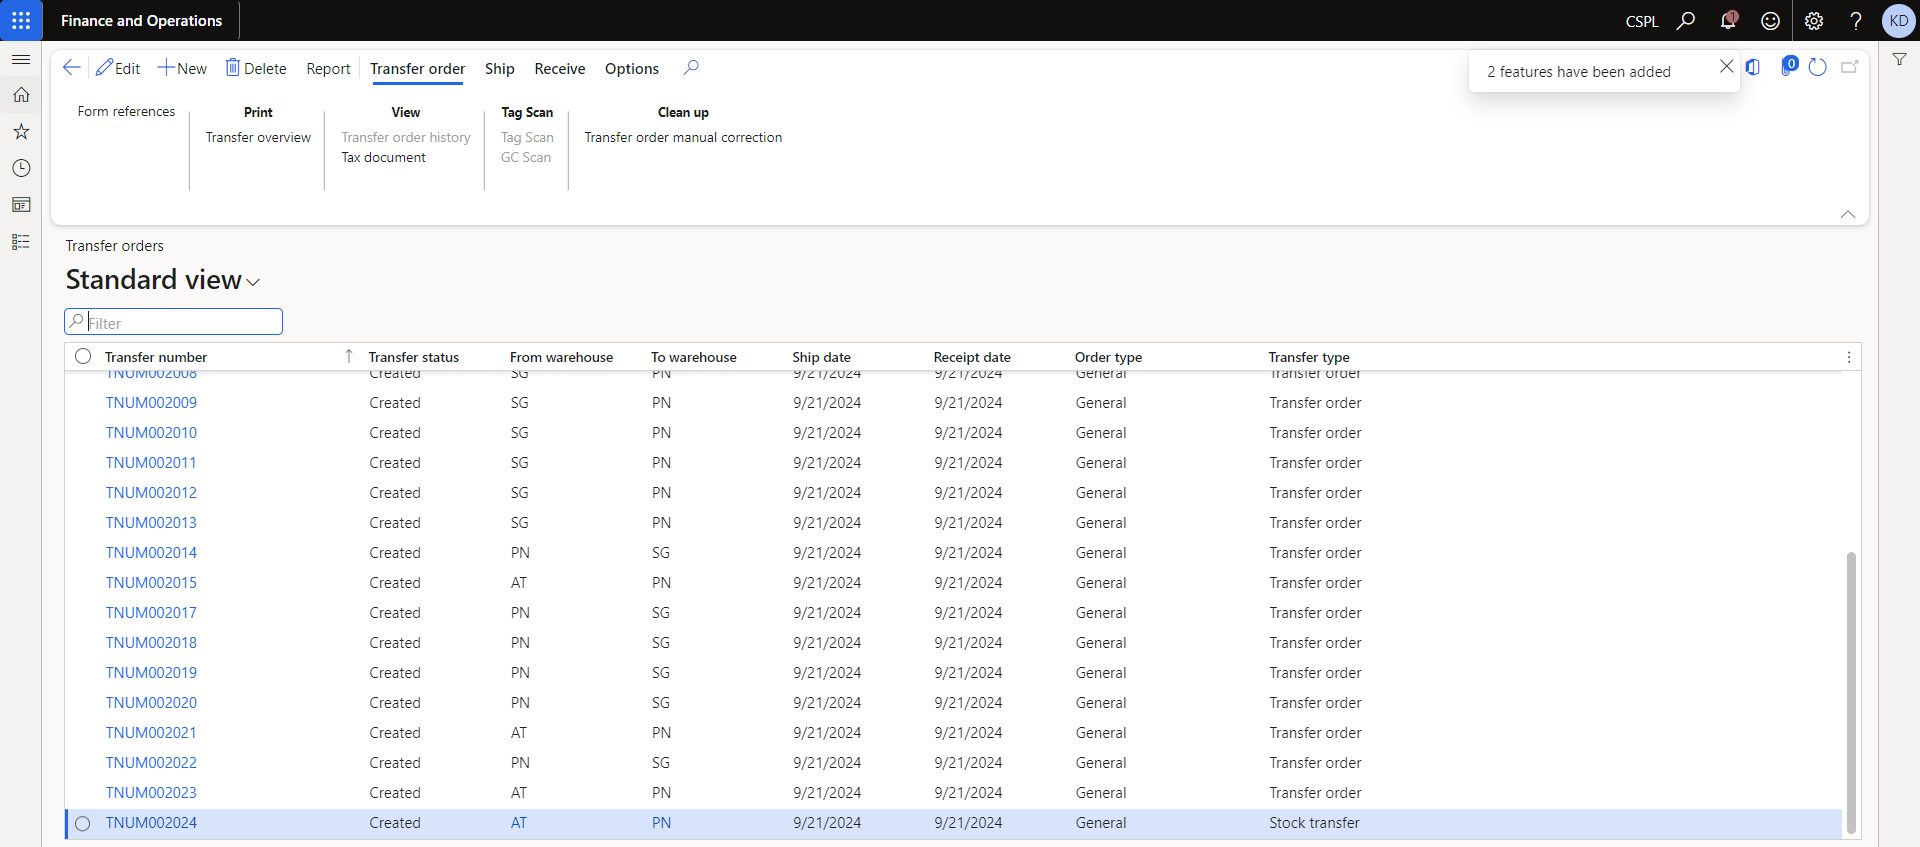 Finance and Operations
CSPL
1
KD
Edit
New
Delete
Report
Transfer order
Ship
Receive
Options
2 features have been added
0
Form references
Print
Transfer overview
View
Transfer order history
Tax document
Tag Scan
Tag Scan
GC Scan
Clean up
Transfer order manual correction
Transfer orders
Standard view
Filter
Transfer number Transfer status From warehouse To warehouse Ship date Receipt date Order type Transfer type
TNUM002008 Created SG PN 9/21/2024 9/21/2024 General Transfer order
TNUM002009 Created SG PN 9/21/2024 9/21/2024 General Transfer order
TNUM002010 Created SG PN 9/21/2024 9/21/2024 General Transfer order
TNUM002011 Created SG PN 9/21/2024 9/21/2024 General Transfer order
TNUM002012 Created SG PN 9/21/2024 9/21/2024 General Transfer order
TNUM002013 Created SG PN 9/21/2024 9/21/2024 General Transfer order
TNUM002014 Created PN SG 9/21/2024 9/21/2024 General Transfer order
TNUM002015 Created AT PN 9/21/2024 9/21/2024 General Transfer order
TNUM002017 Created PN SG 9/21/2024 9/21/2024 General Transfer order
TNUM002018 Created PN SG 9/21/2024 9/21/2024 General Transfer order
TNUM002019 Created PN SG 9/21/2024 9/21/2024 General Transfer order
TNUM002020 Created PN SG 9/21/2024 9/21/2024 General Transfer order
TNUM002021 Created AT PN 9/21/2024 9/21/2024 General Transfer order
TNUM002022 Created PN SG 9/21/2024 9/21/2024 General Transfer order
TNUM002023 Created AT PN 9/21/2024 9/21/2024 General Transfer order
TNUM002024 Created AT PN 9/21/2024 9/21/2024 General Stock transfer